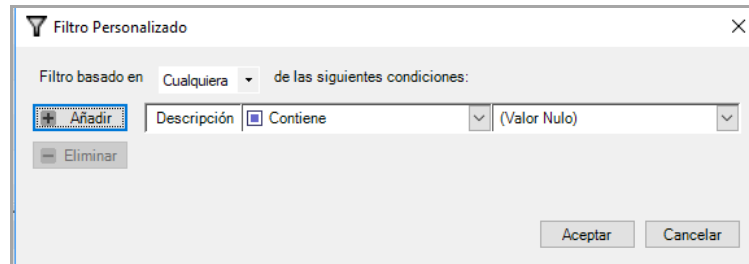 Filtro Personalizado
Filtro basado en Cualquiera de las siguientes condiciones:
Añadir Descripción Contiene (Valor Nulo)
Eliminar
Aceptar Cancelar